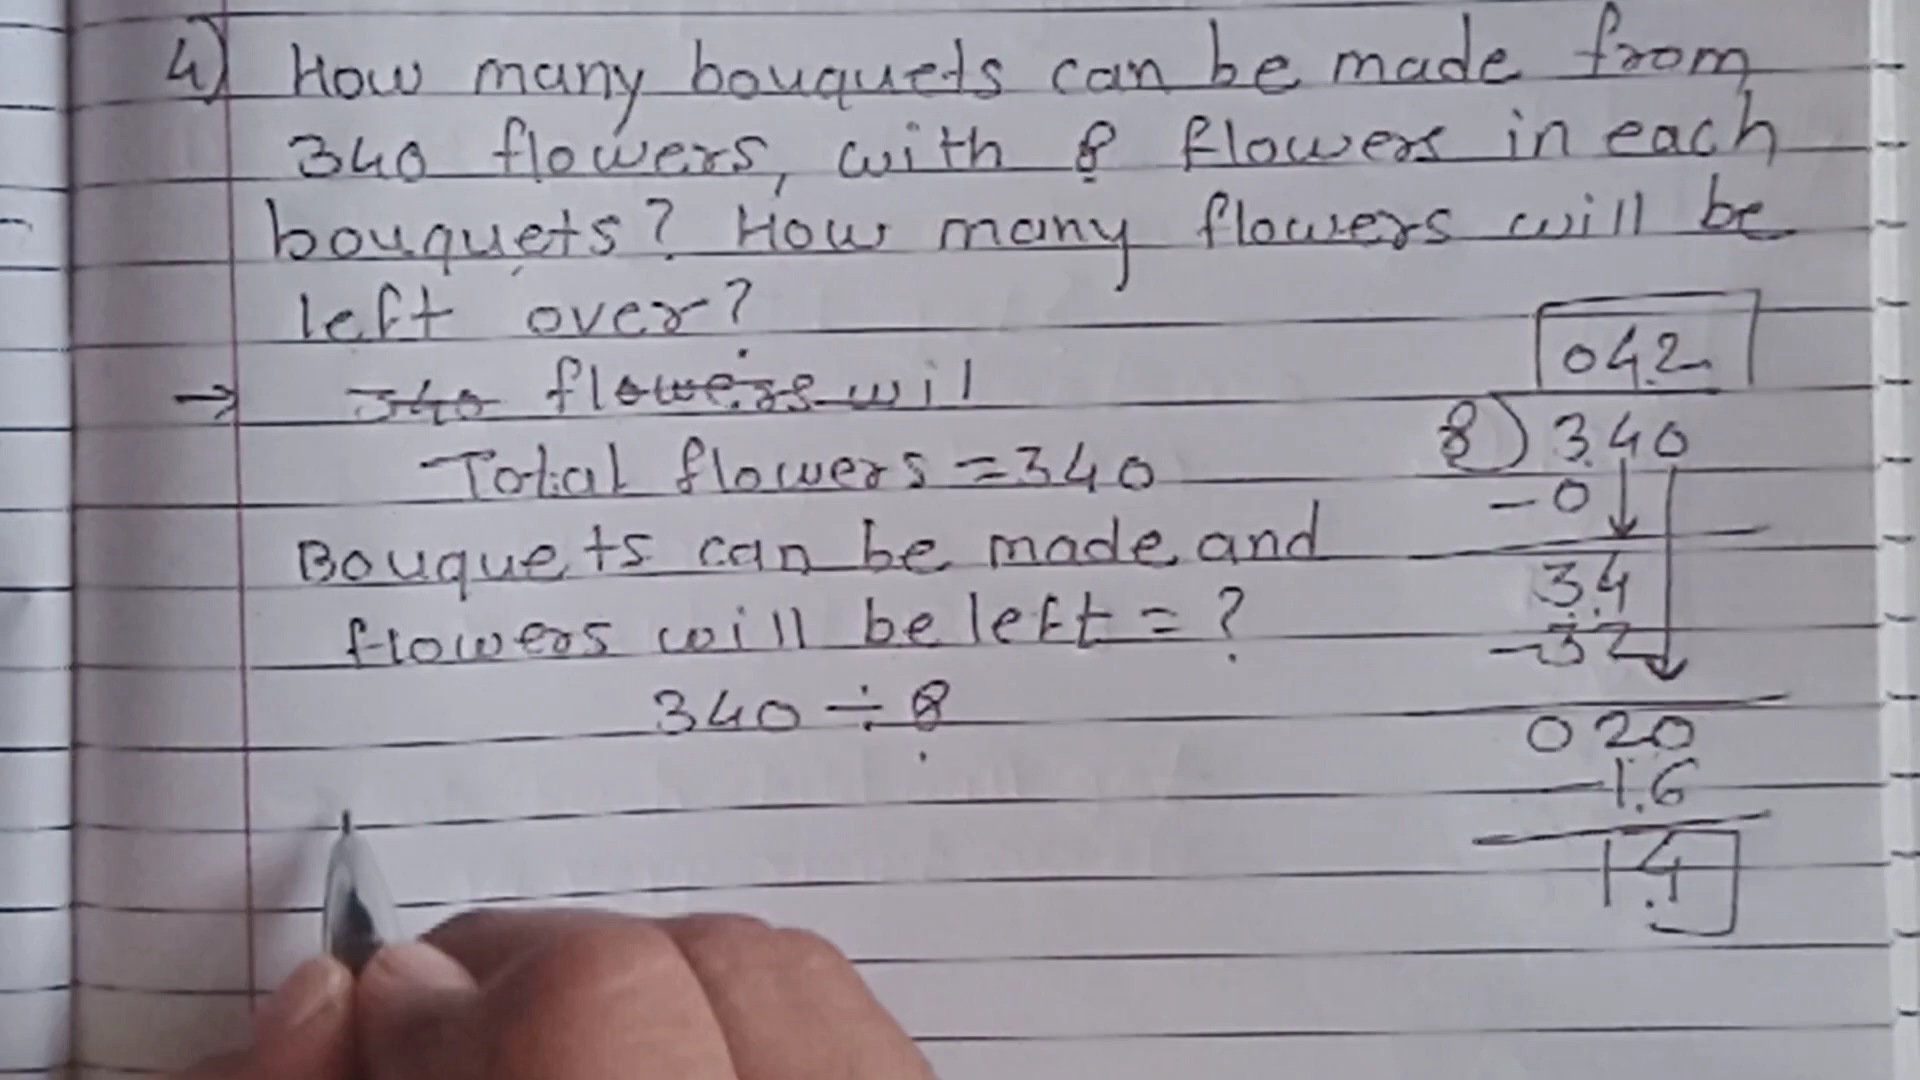 4) How many bouquets can be made from
340 flowers, with 8 flowers in each
bouquets? How many flowers will be
left over?
→ 340 flowers wil
Total flowers = 340
Bouquets can be made and
flowers will be left = ?
340 ÷ 8
042
8)340
-0
34
-32
020
-16
4